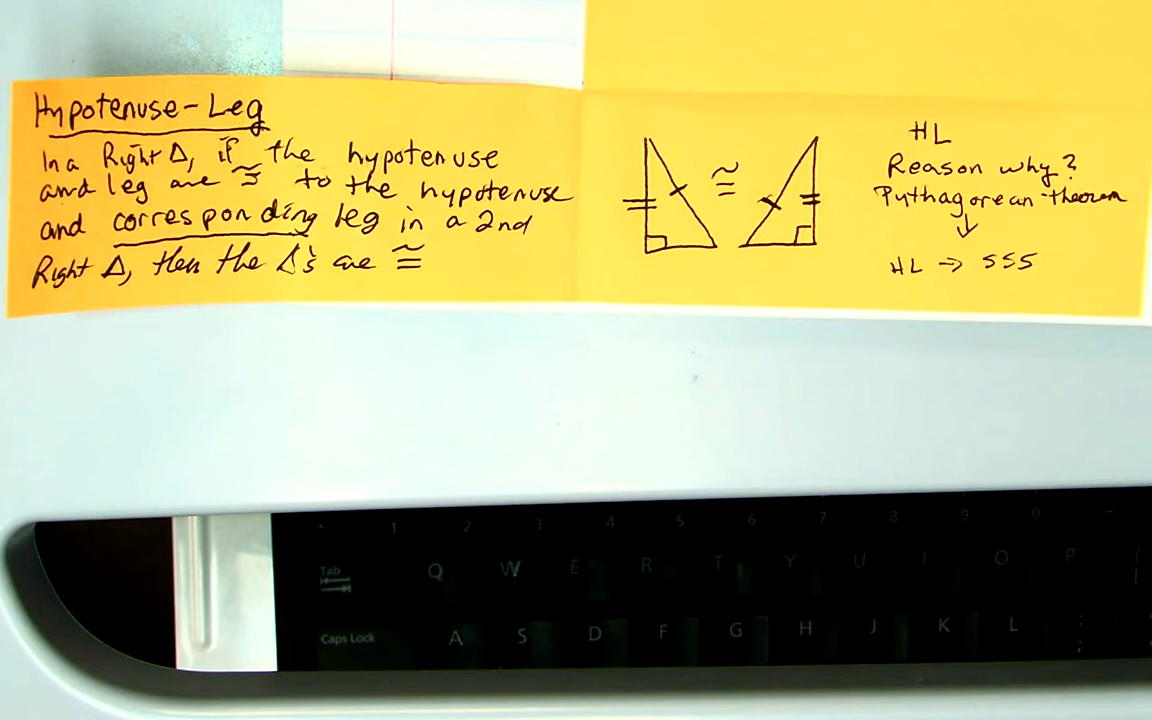 Hypotenuse-Leg
In a Right Δ, if the hypotenuse
and leg are ≅ to the hypotenuse
and corresponding leg in a 2nd
Right Δ, then the Δ's are ≅
≅
HL
Reason why?
Pythagorean theorem
↓
HL → SSS
1 2 3 4 5 6 7 8 9 0
Tab Q W E R T Y U I O P
Caps Lock A S D F G H J K L